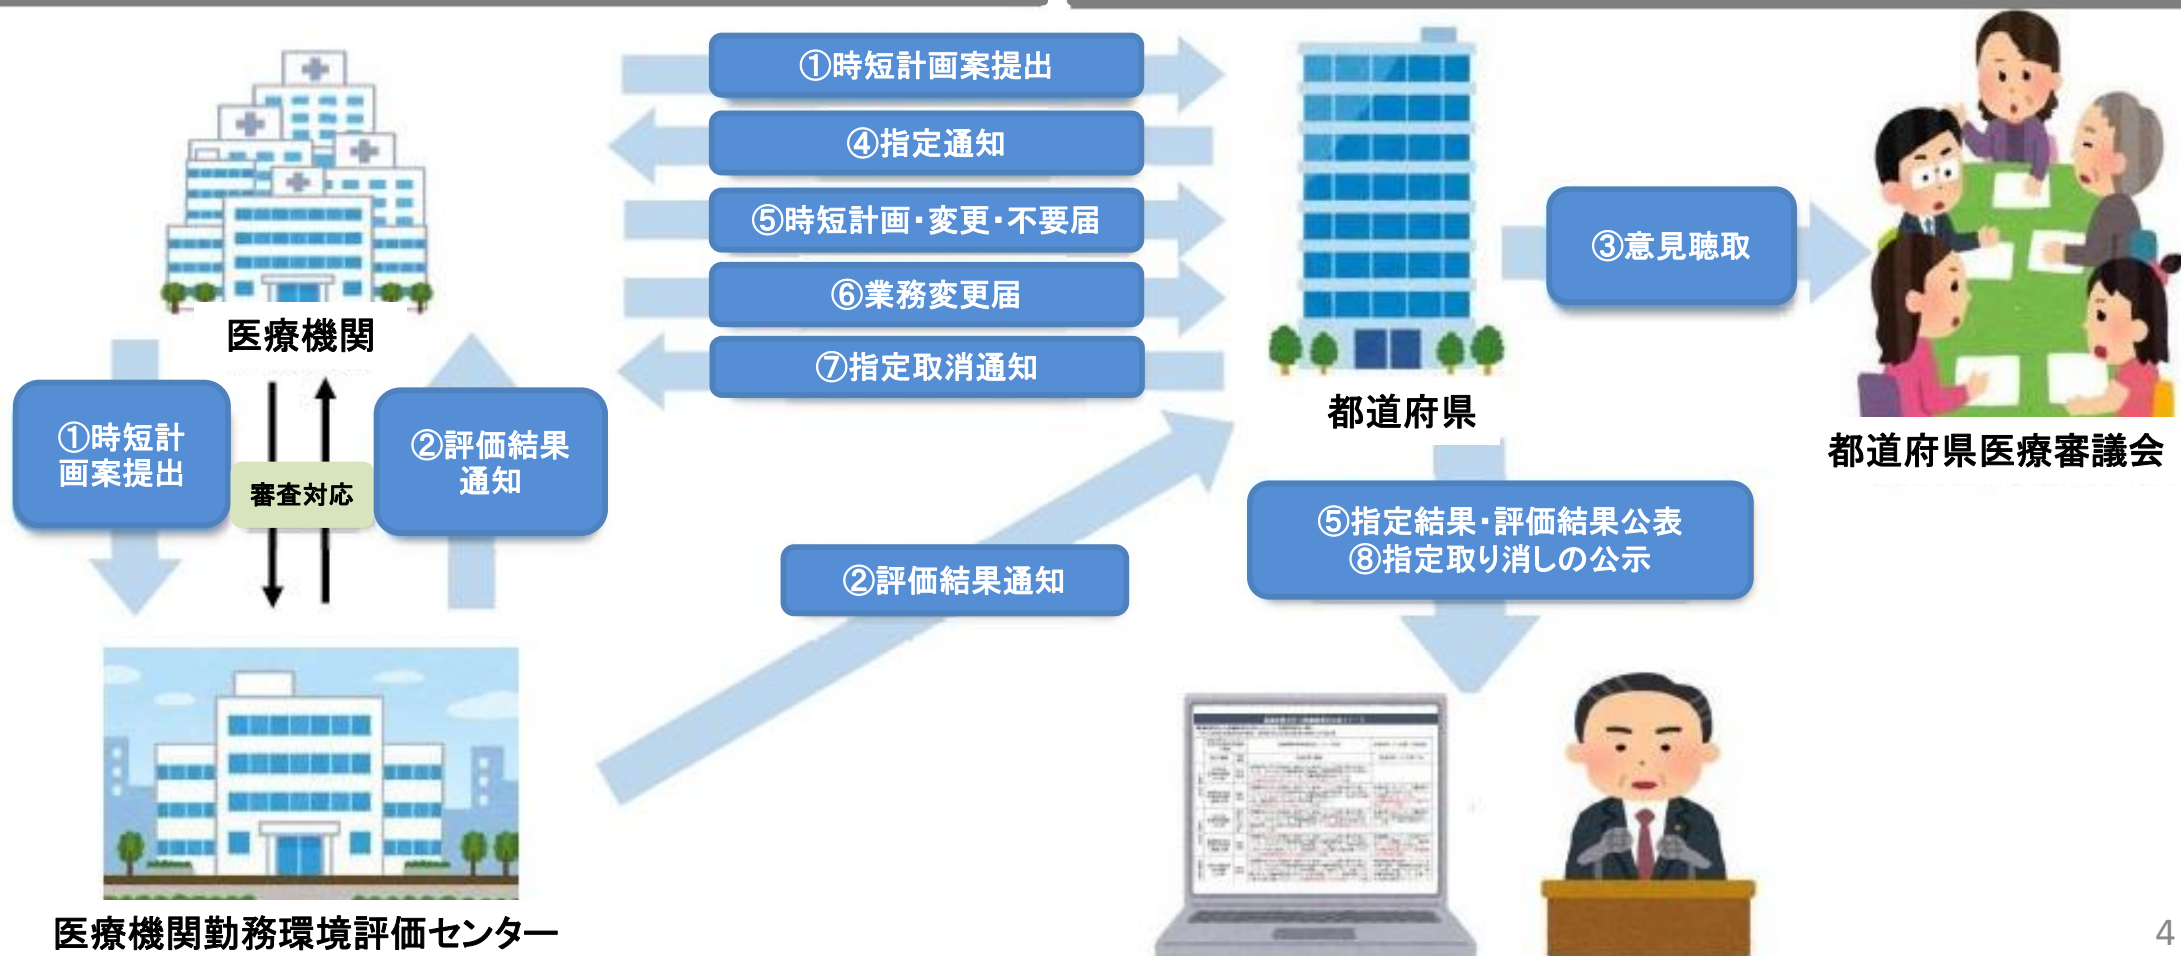 ①時短計画案提出
④指定通知
⑤時短計画・変更・不要届
⑥業務変更届
⑦指定取消通知
③意見聴取
医療機関
都道府県
都道府県医療審議会
①時短計
画案提出
審査対応
②評価結果
通知
②評価結果通知
⑤指定結果・評価結果公表
⑧指定取り消しの公示
医療機関勤務環境評価センター
4